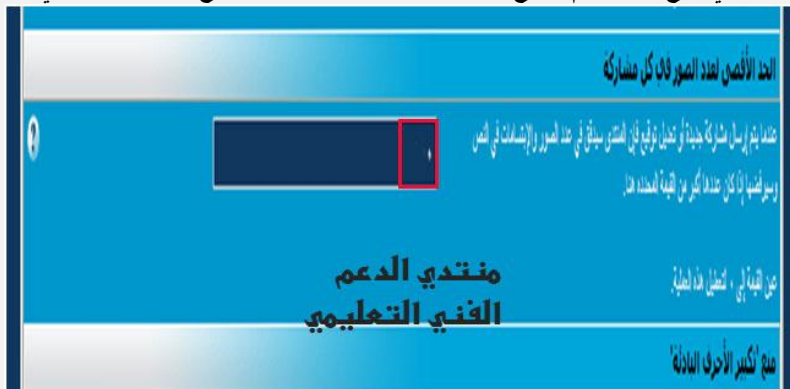 الحد الأقصى لعدد الصور في كل مشاركة
عندما يتم إرسال مشاركة جديدة أو تعديل توقيع فإن المنتدى سيدقق في عدد الصور والإبتسامات في النص
وسيرفضها إذا كان عددها أكبر من القيمة المحدده هنا.
٠
?
عين القيمة إلى ٠ لتعطيل هذه العملية.
منتدي الدعم
الفني التعليمي
منع 'تكبير الأحرف البادئة'